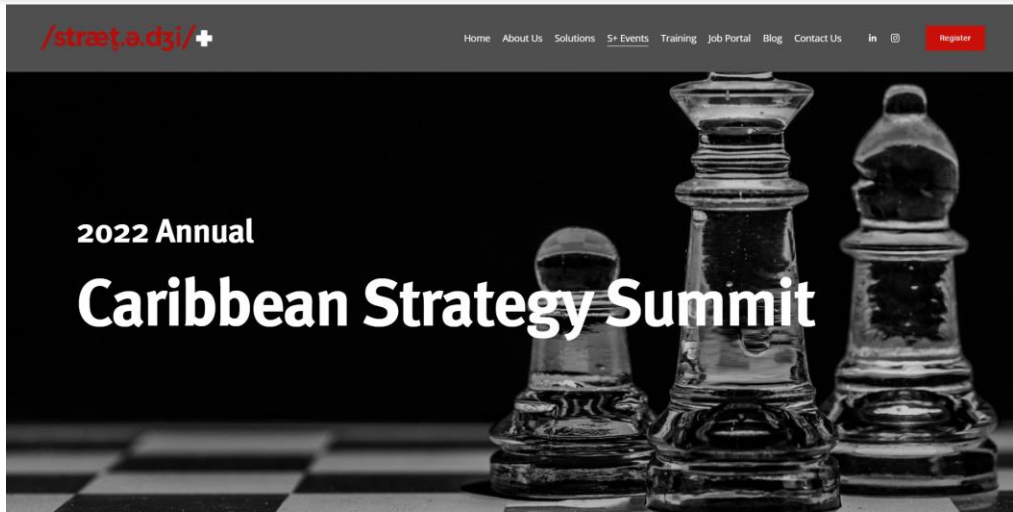 /stræt̬.ə.dʒi/+
Home About Us Solutions S+ Events Training Job Portal Blog Contact Us in Register
2022 Annual
Caribbean Strategy Summit